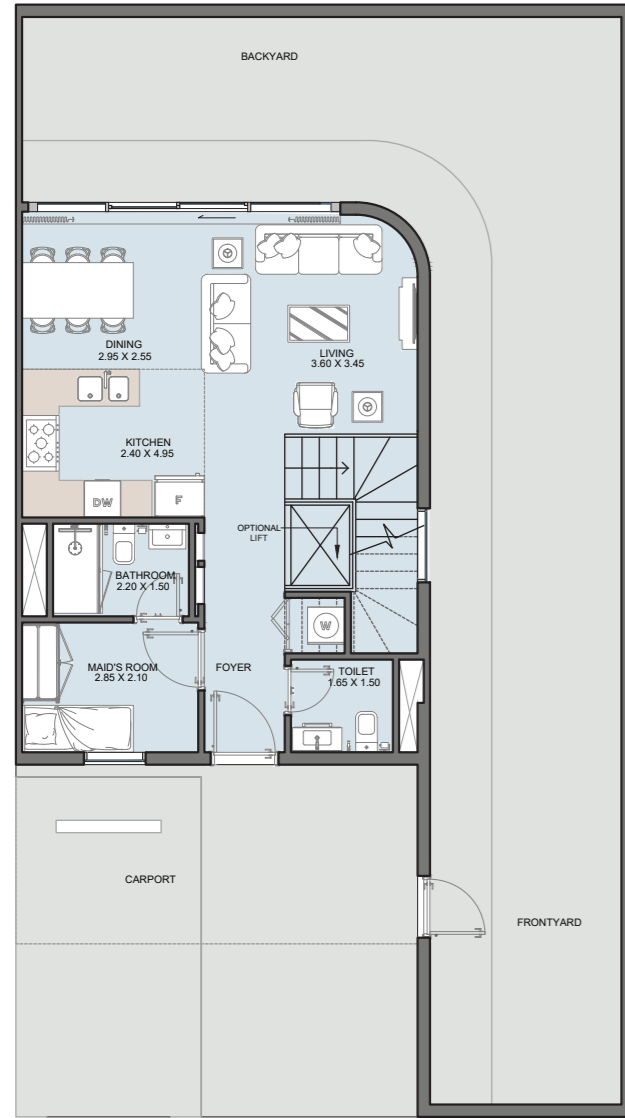 BACKYARD
DINING
2.95 X 2.55
LIVING
3.60 X 3.45
KITCHEN
2.40 X 4.95
DW
F
OPTIONAL
LIFT
BATHROOM
2.20 X 1.50
W
MAID'S ROOM
2.85 X 2.10
FOYER
TOILET
1.65 X 1.50
CARPORT
FRONTYARD